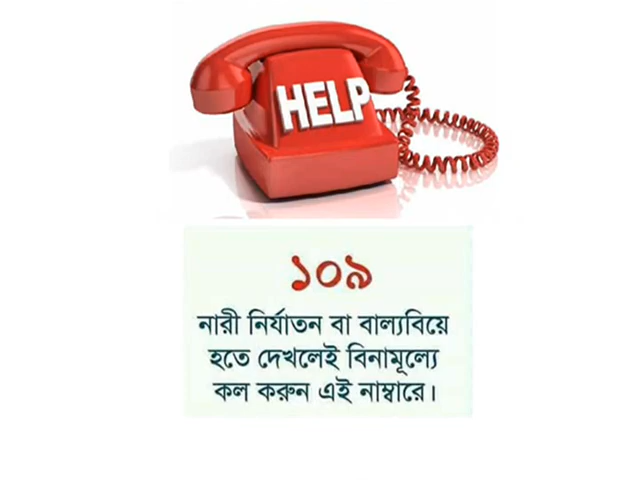 HELP
১০৯
নারী নির্যাতন বা বাল্যবিয়ে
হতে দেখলেই বিনামূল্যে
কল করুন এই নাম্বারে।